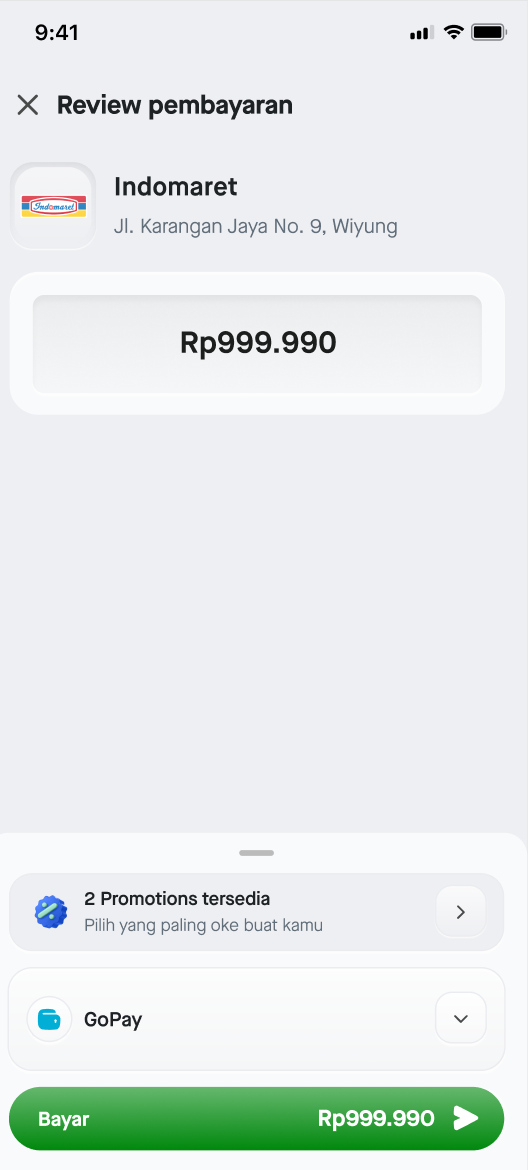 9:41
Review pembayaran
Indomaret
Indomaret
Jl. Karangan Jaya No. 9, Wiyung
Rp999.990
2 Promotions tersedia
Pilih yang paling oke buat kamu
GoPay
Bayar Rp999.990